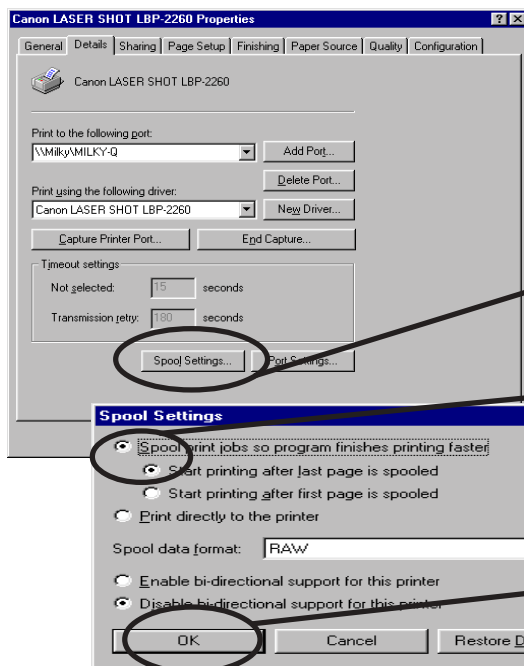 Canon LASER SHOT LBP-2260 Properties
General Details Sharing Page Setup Finishing Paper Source Quality Configuration
Canon LASER SHOT LBP-2260
Print to the following port:
\\Milky\MILKY-Q
Add Port...
Delete Port...
Print using the following driver:
Canon LASER SHOT LBP-2260
New Driver...
Capture Printer Port... End Capture...
Timeout settings
Not selected: 15 seconds
Transmission retry: 180 seconds
Spool Settings... Port Settings...
Spool Settings
Spool print jobs so program finishes printing faster
Start printing after last page is spooled
Start printing after first page is spooled
Print directly to the printer
Spool data format: RAW
Enable bi-directional support for this printer
Disable bi-directional support for this printer
OK Cancel Restore D